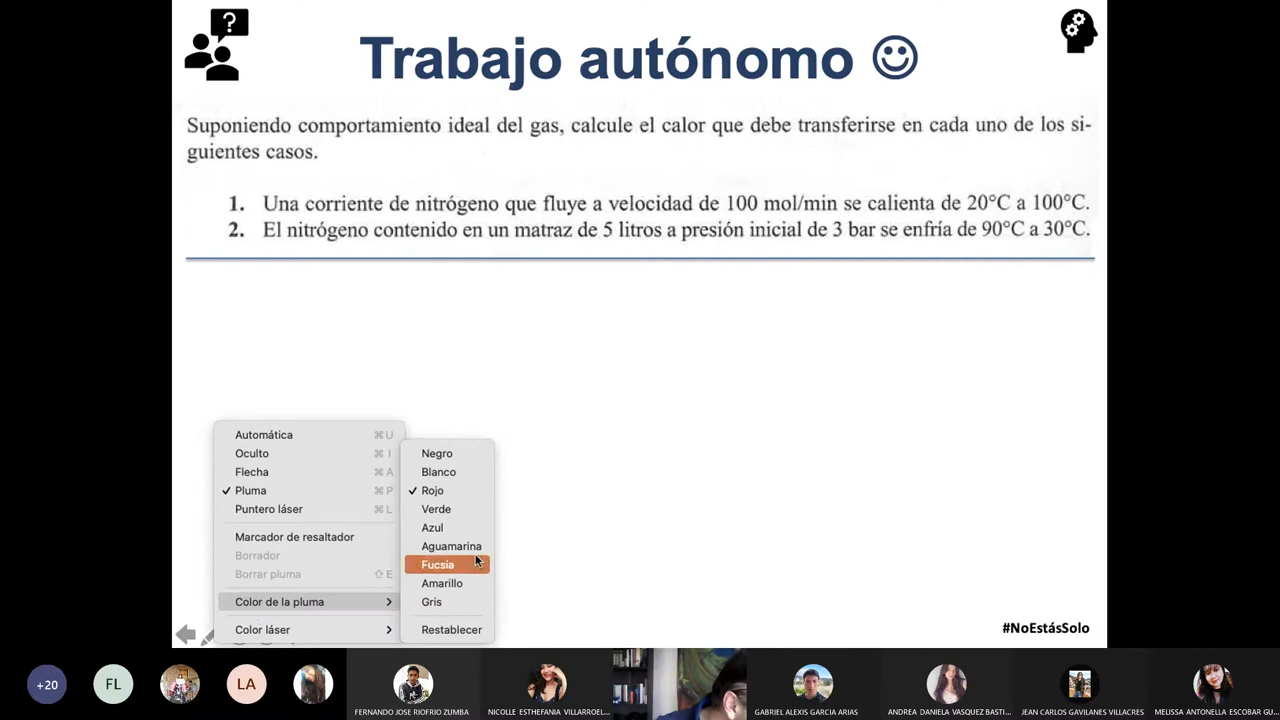 ?
Trabajo autónomo ☺
Suponiendo comportamiento ideal del gas, calcule el calor que debe transferirse en cada uno de los si-
guientes casos.
1. Una corriente de nitrógeno que fluye a velocidad de 100 mol/min se calienta de 20°C a 100°C.
2. El nitrógeno contenido en un matraz de 5 litros a presión inicial de 3 bar se enfría de 90°C a 30°C.
Automática ⌘U
Oculto ⌘I
Flecha ⌘A
✓ Pluma ⌘P
Puntero láser ⌘L
Marcador de resaltador
Borrador
Borrar pluma ⇧E
Color de la pluma >
Color láser >
Negro
Blanco
✓ Rojo
Verde
Azul
Aguamarina
Fucsia
Amarillo
Gris
Restablecer
#NoEstásSolo
+20
FL
LA
FERNANDO JOSE RIOFRIO ZUMBA
NICOLLE ESTHEFANIA VILLARROEL...
GABRIEL ALEXIS GARCIA ARIAS
ANDREA DANIELA VASQUEZ BASTI...
JEAN CARLOS GAVILANES VILLACRES
MELISSA ANTONELLA ESCOBAR GU...